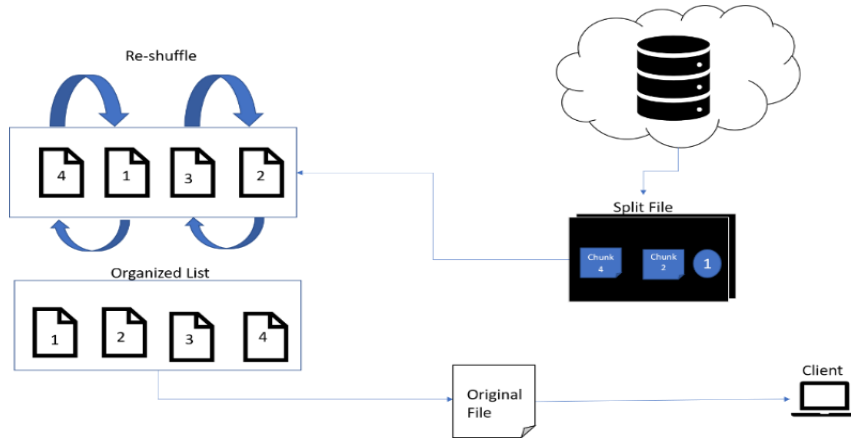 Re-shuffle
4 1 3 2
Split File
Chunk 4
Chunk 2
1
Organized List
1 2 3 4
Original
File
Client